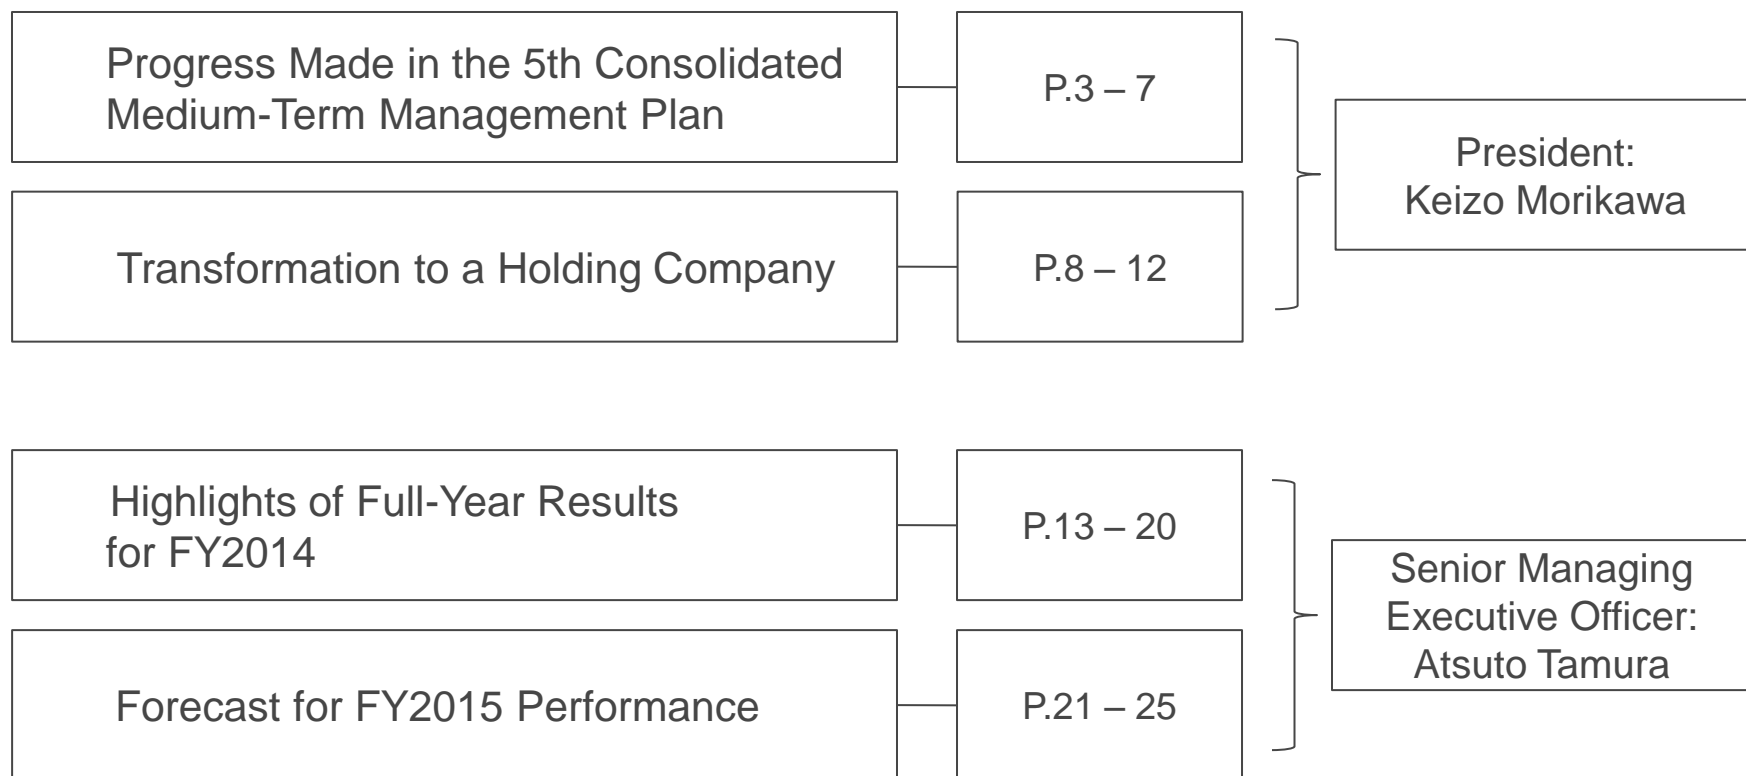 Progress Made in the 5th Consolidated
Medium-Term Management Plan
P.3 – 7
Transformation to a Holding Company
P.8 – 12
President:
Keizo Morikawa
Highlights of Full-Year Results
for FY2014
P.13 – 20
Forecast for FY2015 Performance
P.21 – 25
Senior Managing
Executive Officer:
Atsuto Tamura